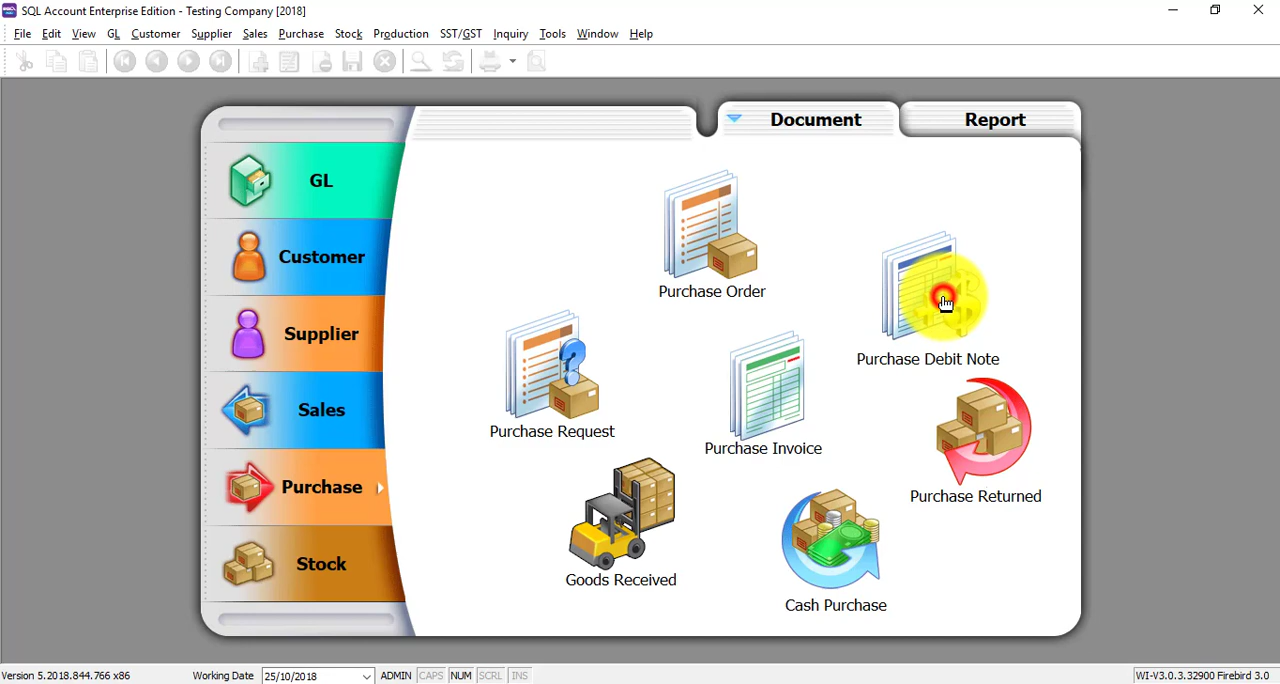 SQL Account Enterprise Edition - Testing Company [2018]
File Edit View GL Customer Supplier Sales Purchase Stock Production SST/GST Inquiry Tools Window Help
Document Report
GL
Customer
Supplier
Sales
Purchase
Stock
Purchase Order
Purchase Debit Note
Purchase Request
Purchase Invoice
Purchase Returned
Goods Received
Cash Purchase
Version 5.2018.844.766 x86 Working Date 25/10/2018 ADMIN CAPS NUM SCRL INS WI-V3.0.3.32900 Firebird 3.0